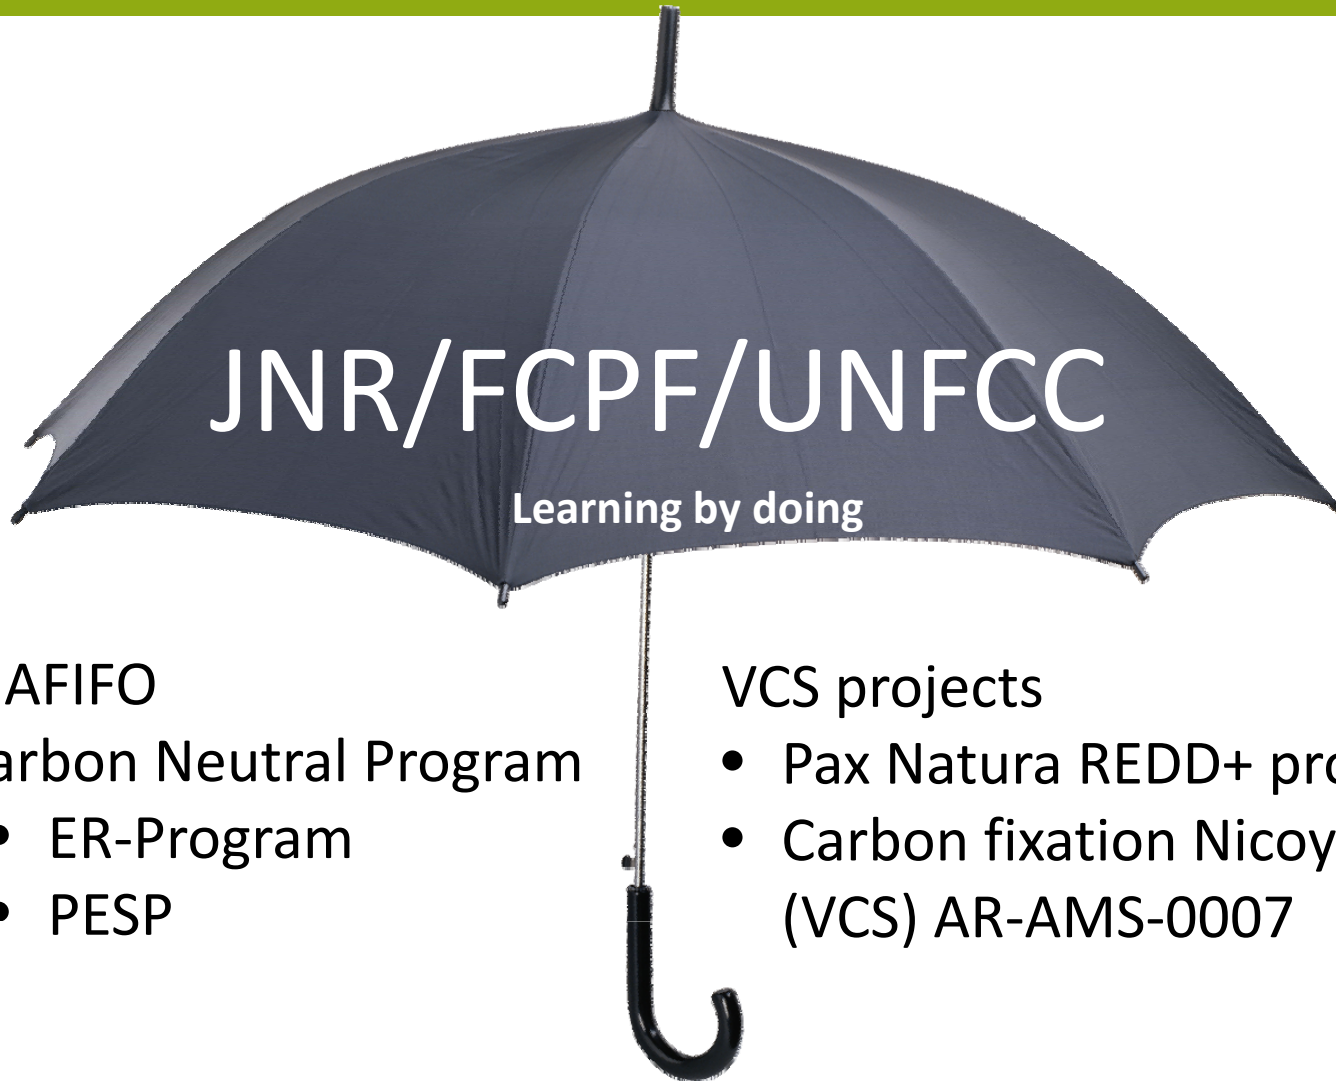 JNR/FCPF/UNFCC
Learning by doing
AFIFO
arbon Neutral Program
• ER-Program
• PESP
VCS projects
• Pax Natura REDD+ pro
• Carbon fixation Nicoy
(VCS) AR-AMS-0007